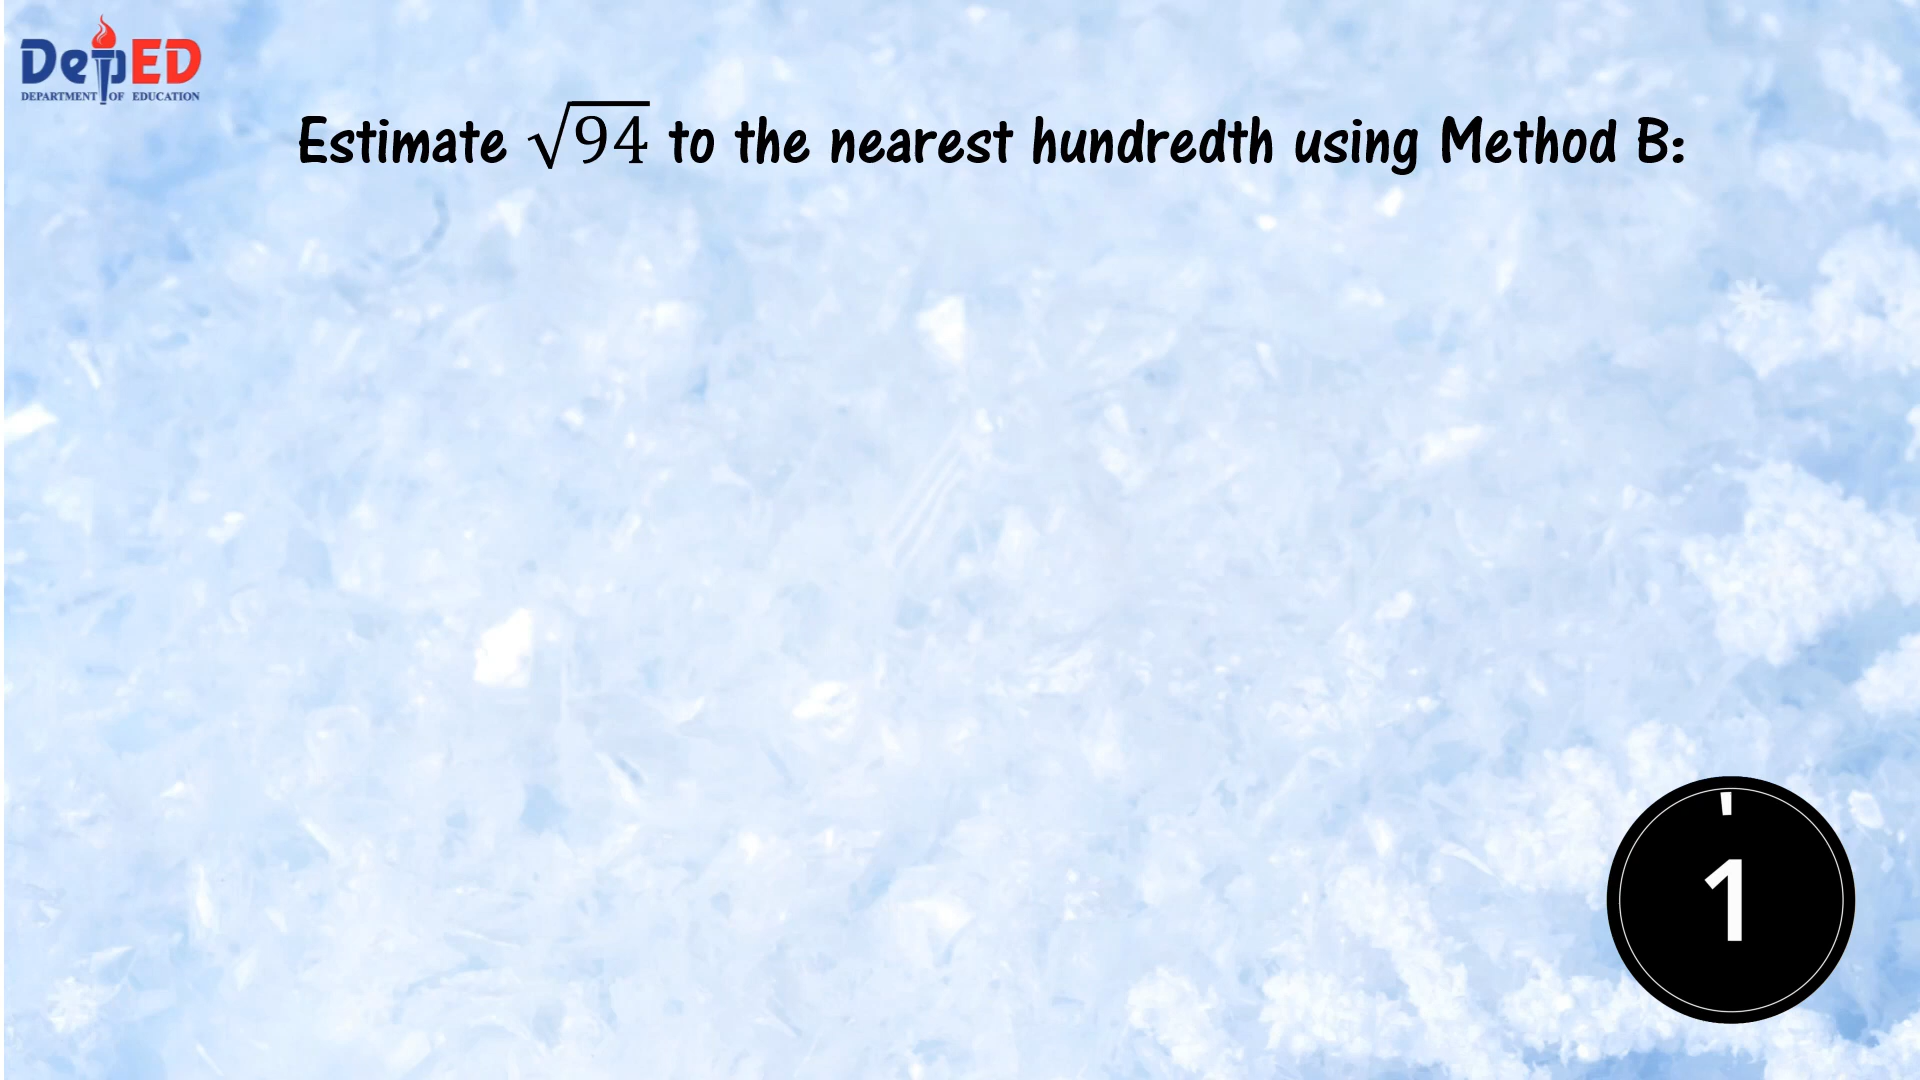 DepED
DEPARTMENT OF EDUCATION
Estimate √94 to the nearest hundredth using Method B:
1